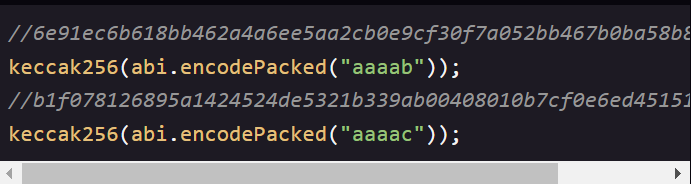 //6e91ec6b618bb462a4a6ee5aa2cb0e9cf30f7a052bb467b0ba58b8
keccak256(abi.encodePacked("aaaab"));
//b1f078126895a1424524de5321b339ab00408010b7cf0e6ed45151
keccak256(abi.encodePacked("aaaac"));